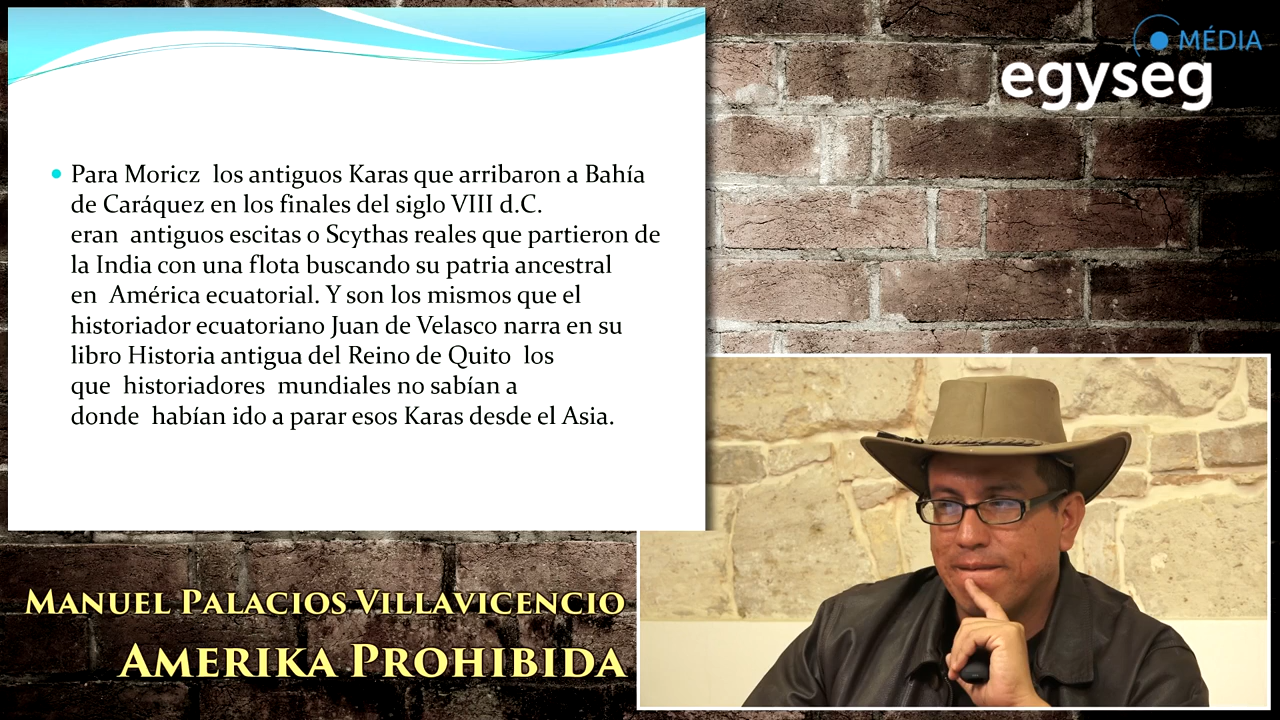 MÉDIA
egyseg
Para Moricz los antiguos Karas que arribaron a Bahía
de Caráquez en los finales del siglo VIII d.C.
eran antiguos escitas o Scythas reales que partieron de
la India con una flota buscando su patria ancestral
en América ecuatorial. Y son los mismos que el
historiador ecuatoriano Juan de Velasco narra en su
libro Historia antigua del Reino de Quito los
que historiadores mundiales no sabían a
donde habían ido a parar esos Karas desde el Asia.
MANUEL PALACIOS VILLAVICENCIO
AMERIKA PROHIBIDA